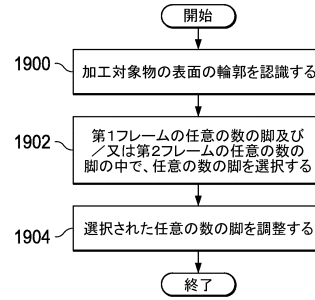 開始
1900
加工対象物の表面の輪郭を認識する
1902
第1フレームの任意の数の脚及び
／又は第2フレームの任意の数の
脚の中で、任意の数の脚を選択する
1904
選択された任意の数の脚を調整する
終了